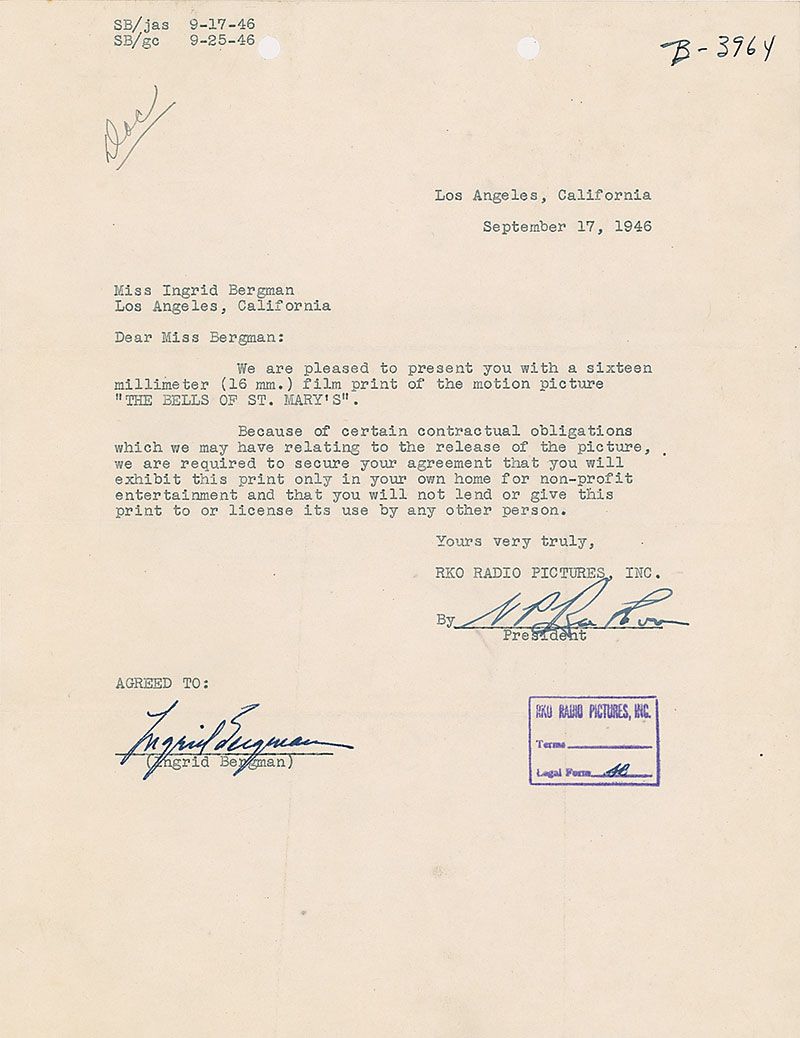 SB/jas 9-17-46
SB/gc 9-25-46
B-3964
Doc
Los Angeles, California
September 17, 1946
Miss Ingrid Bergman
Los Angeles, California
Dear Miss Bergman:
We are pleased to present you with a sixteen
millimeter (16 mm.) film print of the motion picture
"THE BELLS OF ST. MARY'S".
Because of certain contractual obligations
which we may have relating to the release of the picture,
we are required to secure your agreement that you will
exhibit this print only in your own home for non-profit
entertainment and that you will not lend or give this
print to or license its use by any other person.
Yours very truly,
RKO RADIO PICTURES, INC.
By N P Rathvon
President
AGREED TO:
Ingrid Bergman
(Ingrid Bergman)
RKO RADIO PICTURES, INC.
Terms
Legal Form